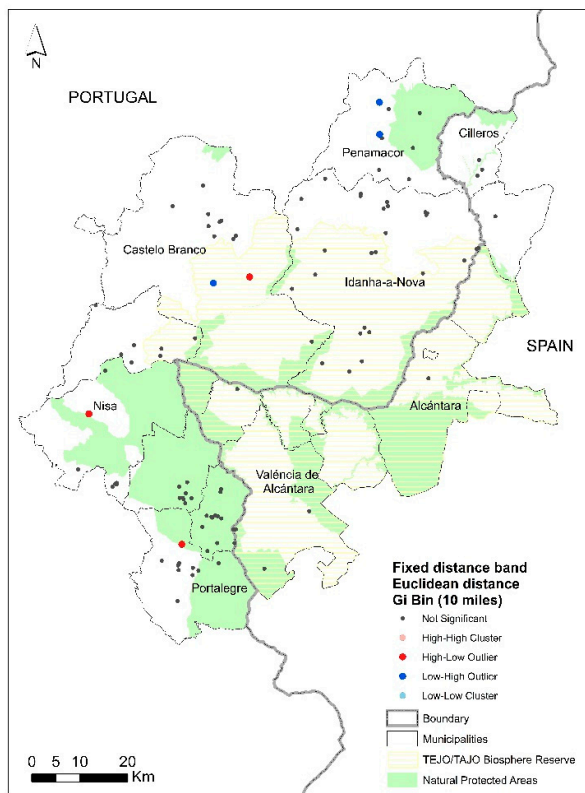 N
PORTUGAL
Cilleros
Penamacor
Castelo Branco
Idanha-a-Nova
SPAIN
Nisa
Alcántara
Valéncia de
Alcántara
Portalegre
Fixed distance band
Euclidean distance
Gi Bin (10 miles)
Not Significant
High-High Cluster
High-Low Outlier
Low-High Outlier
Low-Low Cluster
Boundary
Municipalities
TEJO/TAJO Biosphere Reserve
Natural Protected Areas
0 5 10 20
Km